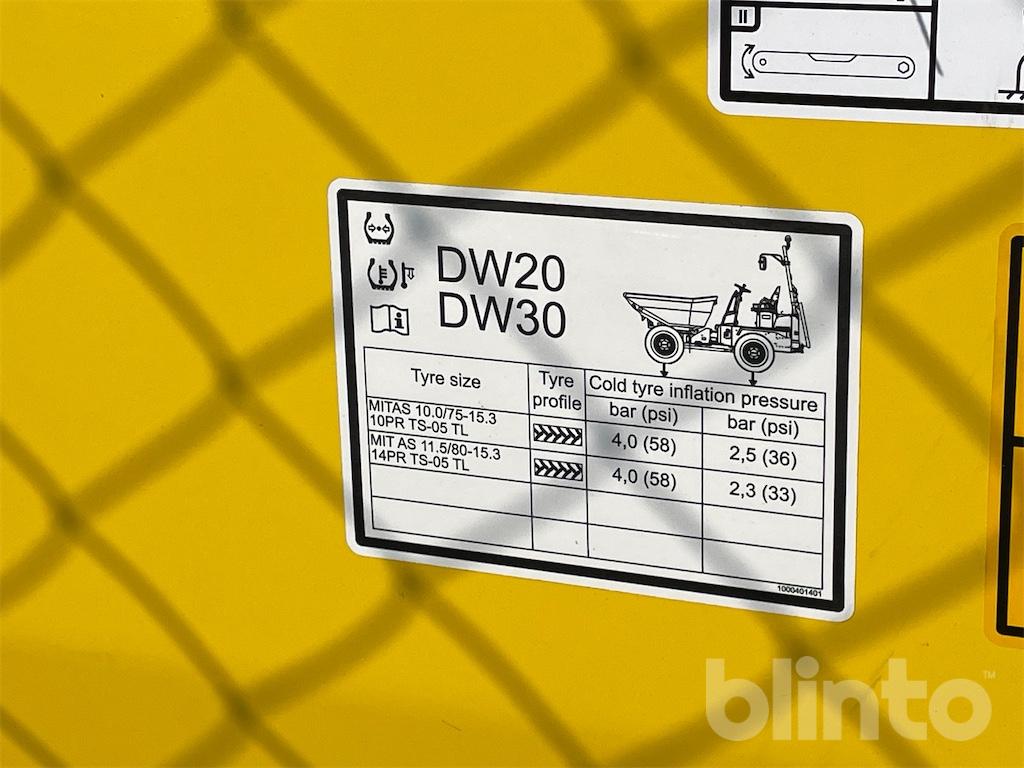 II
DW20
DW30
Tyre size
Tyre profile
Cold tyre inflation pressure
bar (psi)
bar (psi)
MITAS 10.0/75-15.3
10PR TS-05 TL
4,0 (58)
2,5 (36)
MIT AS 11.5/80-15.3
14PR TS-05 TL
4,0 (58)
2,3 (33)
1000401401
blinto™